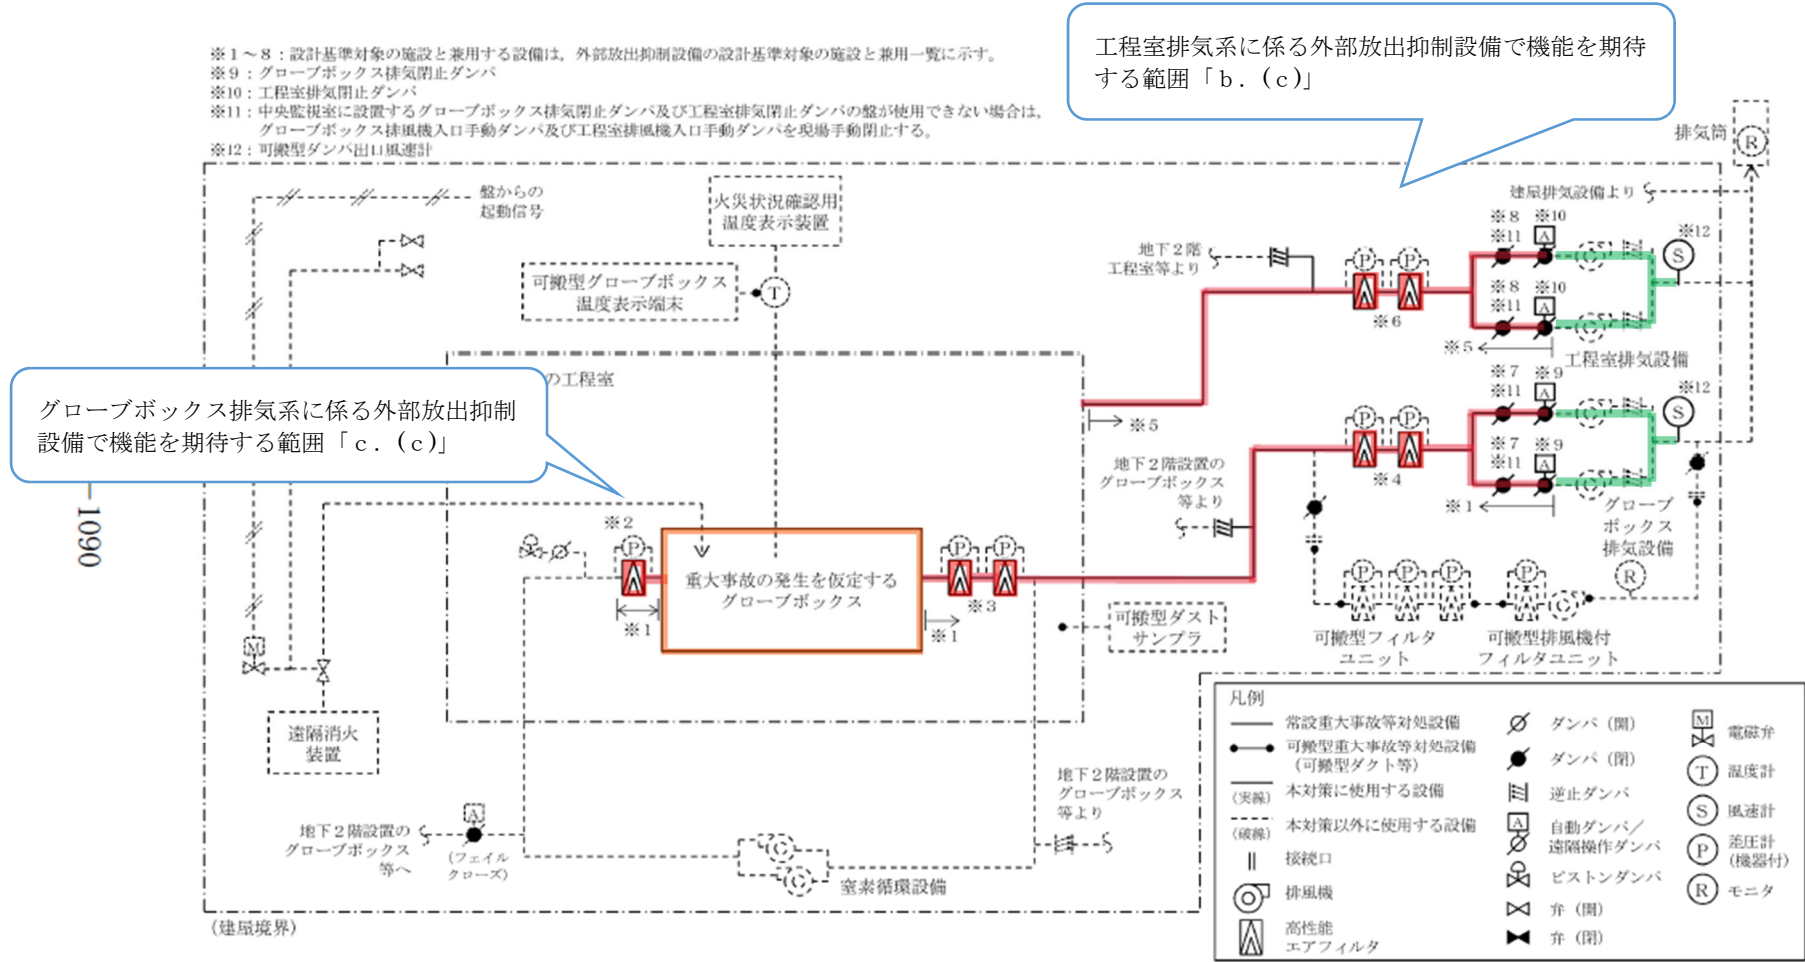 ※１～８：設計基準対象の施設と兼用する設備は，外部放出抑制設備の設計基準対象の施設と兼用一覧に示す。
※９：グローブボックス排気閉止ダンパ
※10：工程室排気閉止ダンパ
※11：中央監視室に設置するグローブボックス排気閉止ダンパ及び工程室排気閉止ダンパの盤が使用できない場合は，
グローブボックス排風機入口手動ダンパ及び工程室排風機入口手動ダンパを現場手動閉止する。
※12：可搬型ダンパ出口風速計
工程室排気系に係る外部放出抑制設備で機能を期待
する範囲「ｂ．(ｃ)」
排気筒
R
盤からの
起動信号
火災状況確認用
温度表示装置
建屋排気設備より
※８ ※10
※11 A
※12
S
地下２階
工程室等より
P P
可搬型グローブボックス
温度表示端末
T
※８ ※10
※11 A
※６
※５
工程室排気設備
の工程室
グローブボックス排気系に係る外部放出抑制
設備で機能を期待する範囲「ｃ．(ｃ)」
※５
※７ ※９
※11 A
※12
S
P P
※７ ※９
※11 A
※４
※１
地下２階設置の
グローブボックス
等より
グローブ
ボックス
排気設備
－1090
※２
P
P P
重大事故の発生を仮定する
グローブボックス
※１
※１
※３
可搬型ダスト
サンプラ
P P P P
R
可搬型フィルタ
ユニット
可搬型排風機付
フィルタユニット
M
遠隔消火
装置
地下２階設置の
グローブボックス
等より
A
地下２階設置の
グローブボックス
等へ
（フェイル
クローズ）
窒素循環設備
（建屋境界）
凡例
常設重大事故等対処設備
可搬型重大事故等対処設備
（可搬型ダクト等）
（実線） 本対策に使用する設備
（破線） 本対策以外に使用する設備
接続口
排風機
高性能
エアフィルタ
ダンパ（開）
ダンパ（閉）
逆止ダンパ
A 自動ダンパ／
遠隔操作ダンパ
ピストンダンパ
弁（開）
弁（閉）
M 電磁弁
T 温度計
S 風速計
P 差圧計
（機器付）
R モニタ